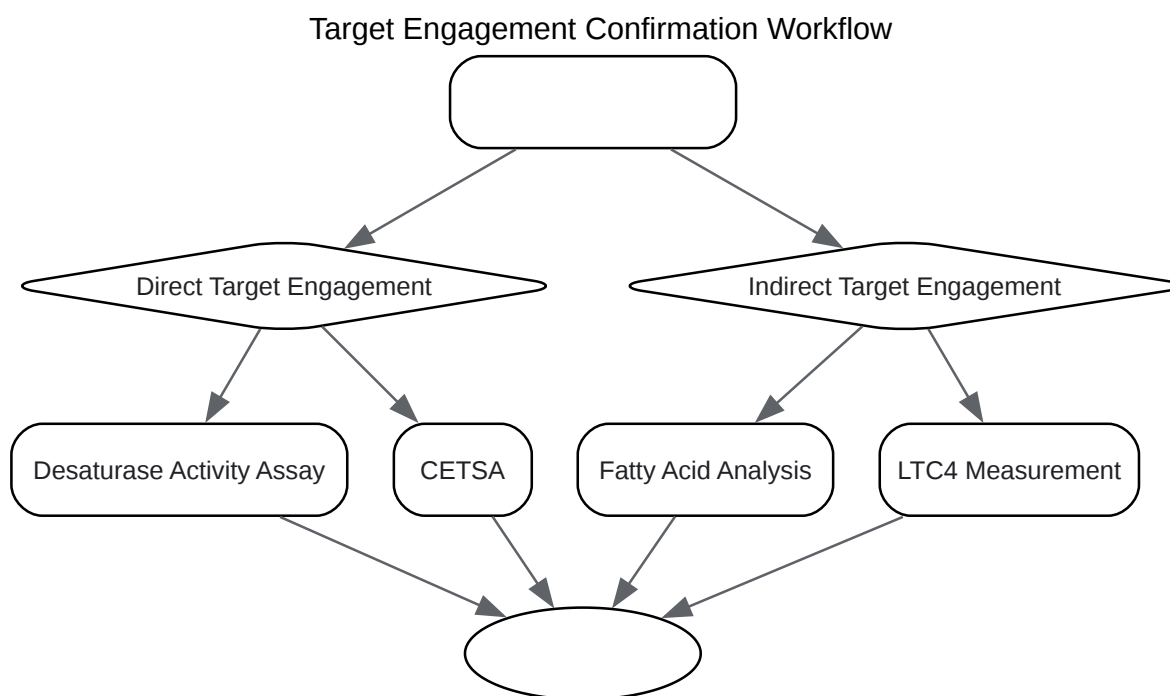 Target Engagement Confirmation Workflow
Direct Target Engagement
Indirect Target Engagement
Desaturase Activity Assay
CETSA
Fatty Acid Analysis
LTC4 Measurement